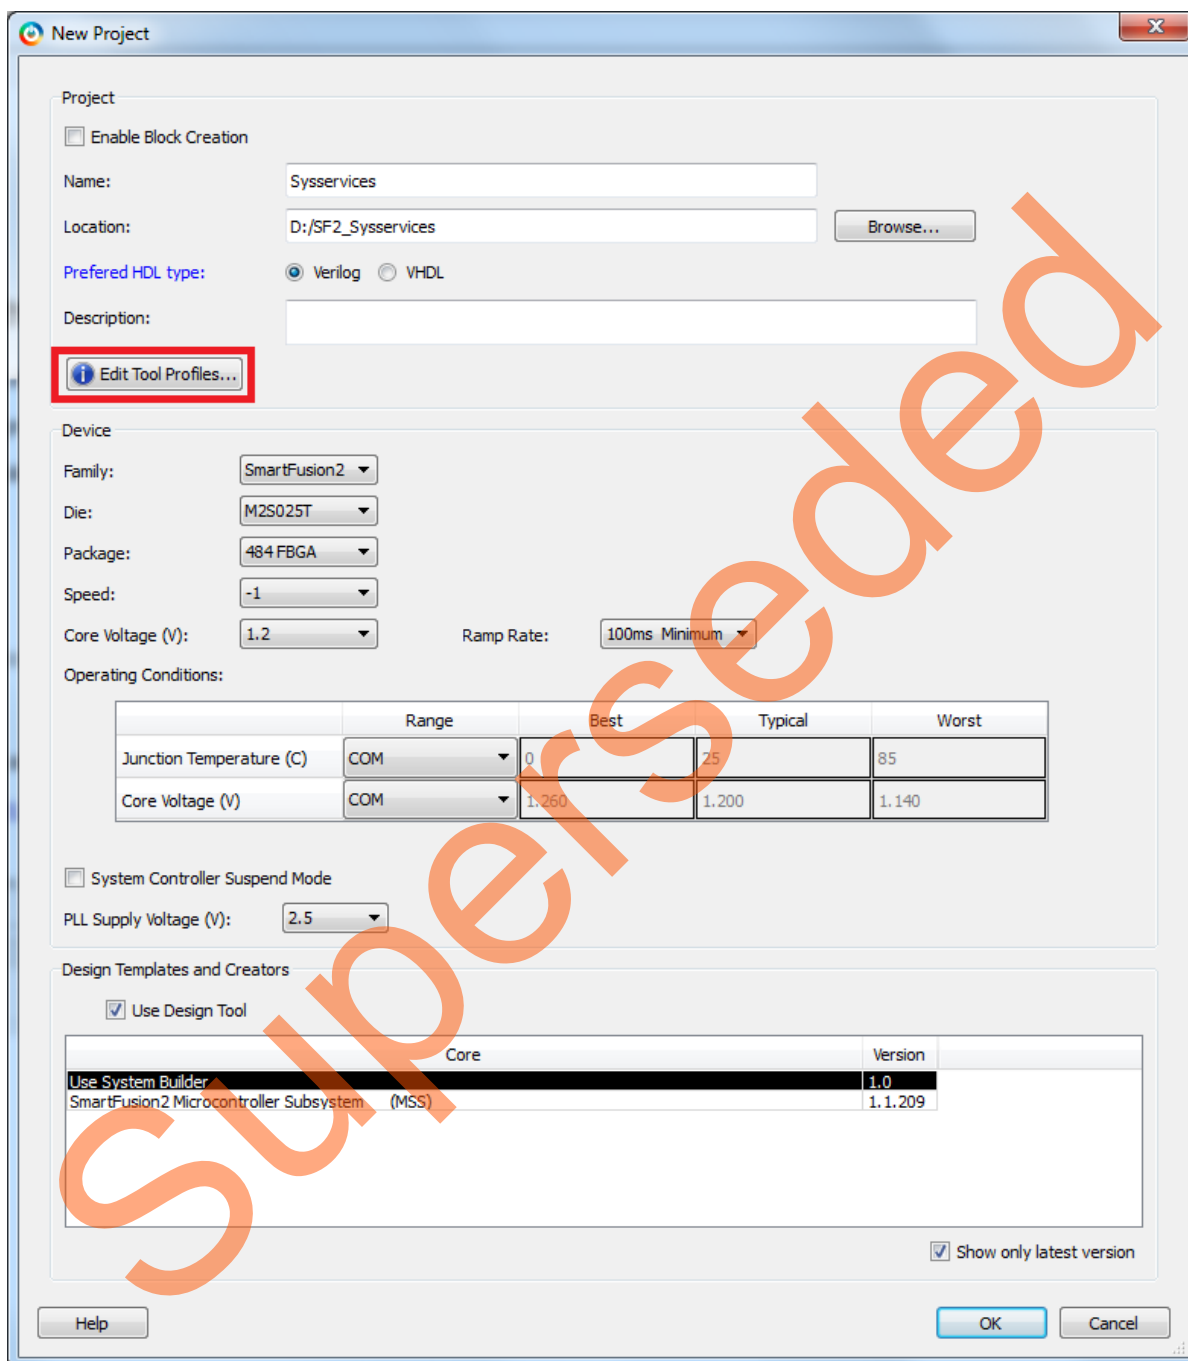 New Project
Project
Enable Block Creation
Name: Sysservices
Location: D:/SF2_Sysservices Browse...
Prefered HDL type: Verilog VHDL
Description:
i Edit Tool Profiles...
Device
Family: SmartFusion2
Die: M2S025T
Package: 484 FBGA
Speed: -1
Core Voltage (V): 1.2 Ramp Rate: 100ms Minimum
Operating Conditions:
Range Best Typical Worst
Junction Temperature (C) COM 0 25 85
Core Voltage (V) COM 1.260 1.200 1.140
System Controller Suspend Mode
PLL Supply Voltage (V): 2.5
Design Templates and Creators
Use Design Tool
Core Version
Use System Builder 1.0
SmartFusion2 Microcontroller Subsystem (MSS) 1.1.209
Show only latest version
Help OK Cancel
Superseded